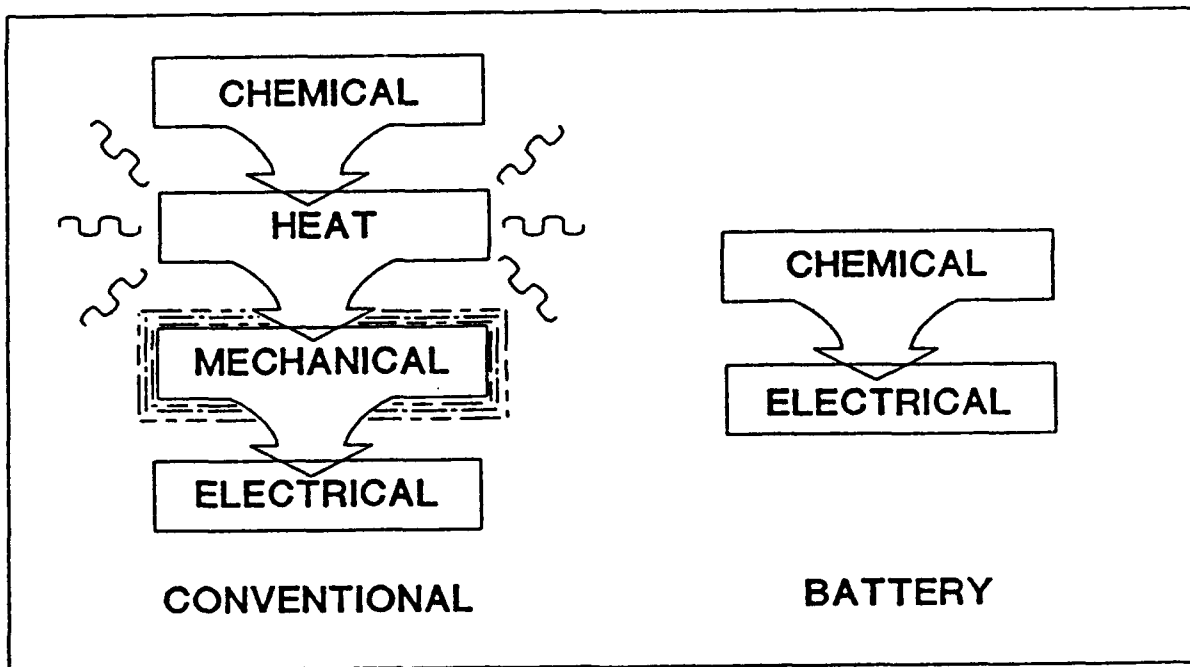 CHEMICAL
HEAT
MECHANICAL
ELECTRICAL
CONVENTIONAL
CHEMICAL
ELECTRICAL
BATTERY